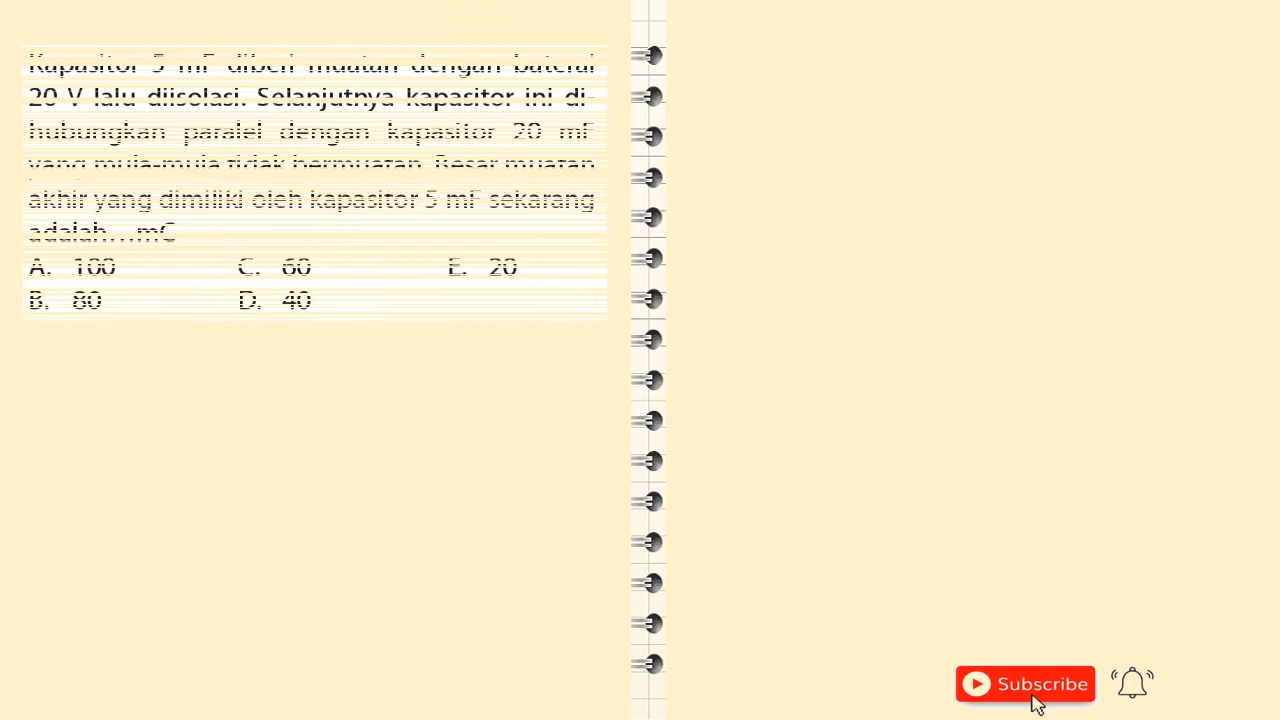 Kapasitor 5 mF diberi muatan dengan baterai
20 V lalu diisolasi. Selanjutnya kapasitor ini di-
hubungkan paralel dengan kapasitor 20 mF
yang mula-mula tidak bermuatan. Besar muatan
akhir yang dimiliki oleh kapasitor 5 mF sekarang
adalah... mC
A. 100 C. 60 E. 20
B. 80 D. 40
Subscribe